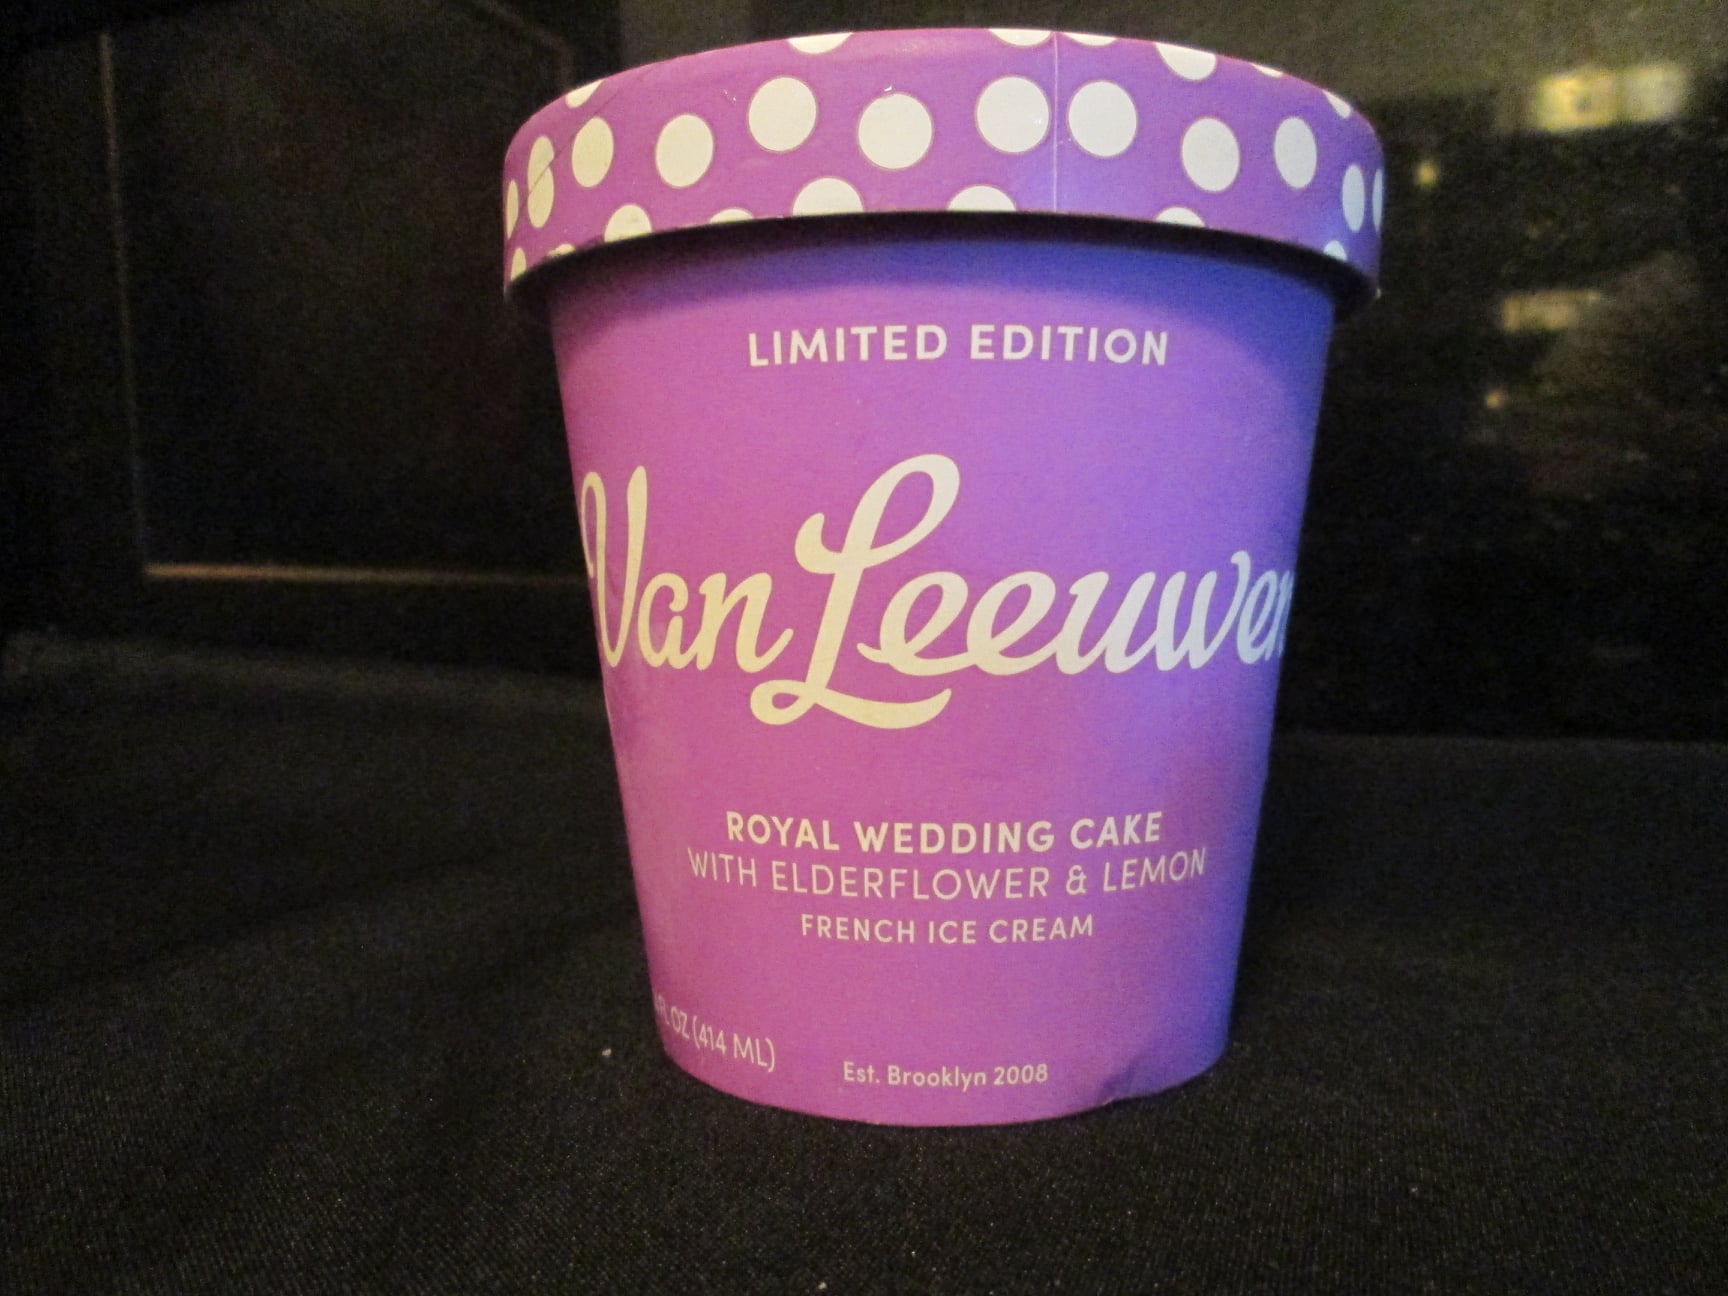 LIMITED EDITION
Van Leeuwen
ROYAL WEDDING CAKE
WITH ELDERFLOWER & LEMON
FRENCH ICE CREAM
OZ (414 ML)
Est. Brooklyn 2008